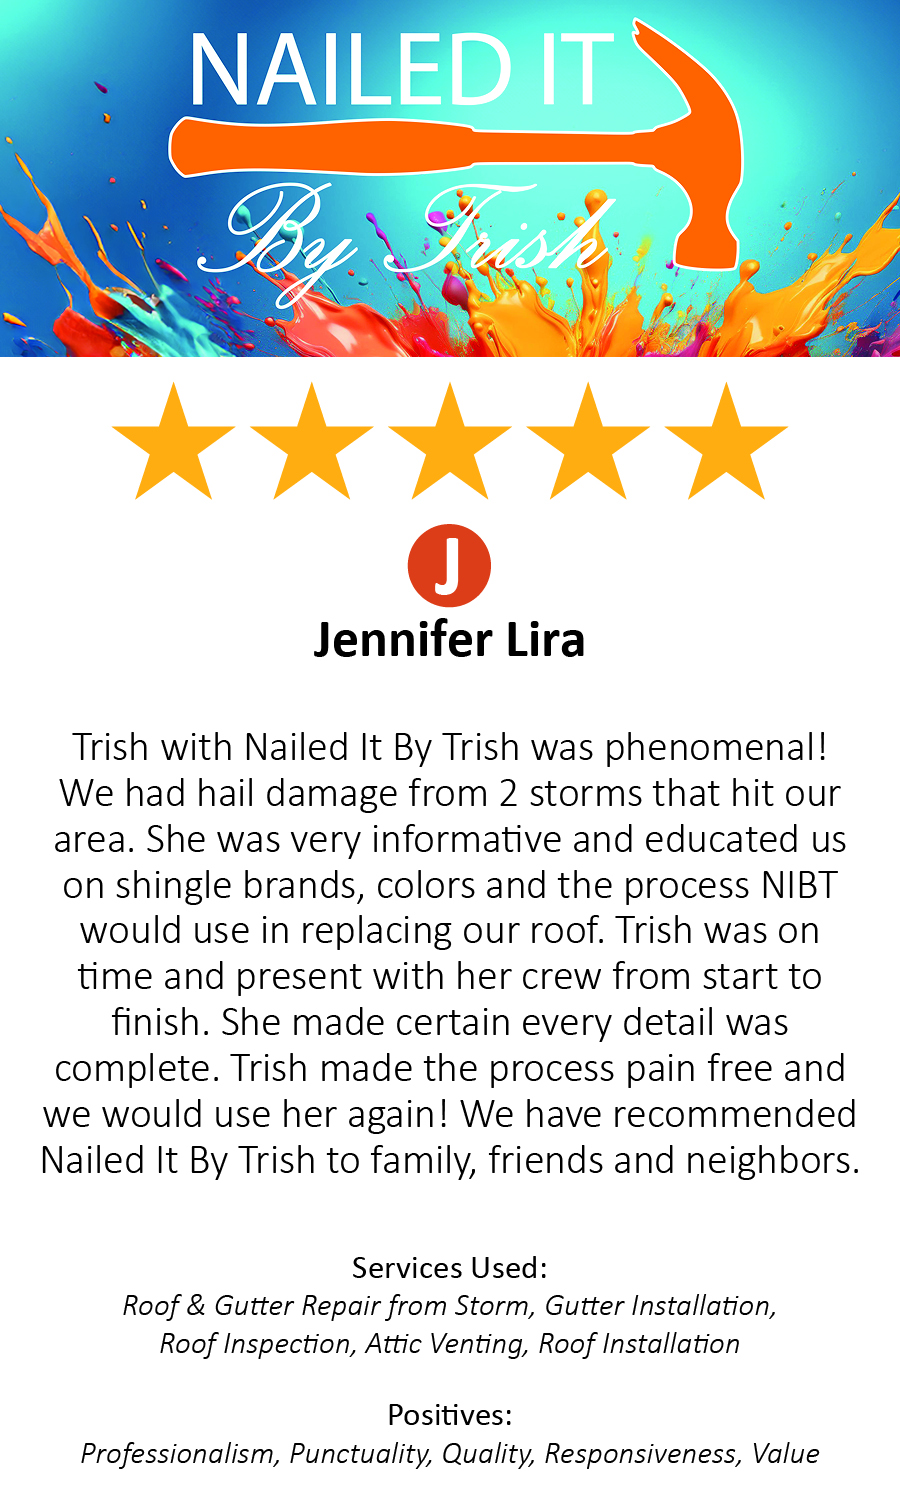 NAILED IT
By Trish
J
Jennifer Lira
Trish with Nailed It By Trish was phenomenal!
We had hail damage from 2 storms that hit our
area. She was very informative and educated us
on shingle brands, colors and the process NIBT
would use in replacing our roof. Trish was on
time and present with her crew from start to
finish. She made certain every detail was
complete. Trish made the process pain free and
we would use her again! We have recommended
Nailed It By Trish to family, friends and neighbors.
Services Used:
Roof & Gutter Repair from Storm, Gutter Installation,
Roof Inspection, Attic Venting, Roof Installation
Positives:
Professionalism, Punctuality, Quality, Responsiveness, Value